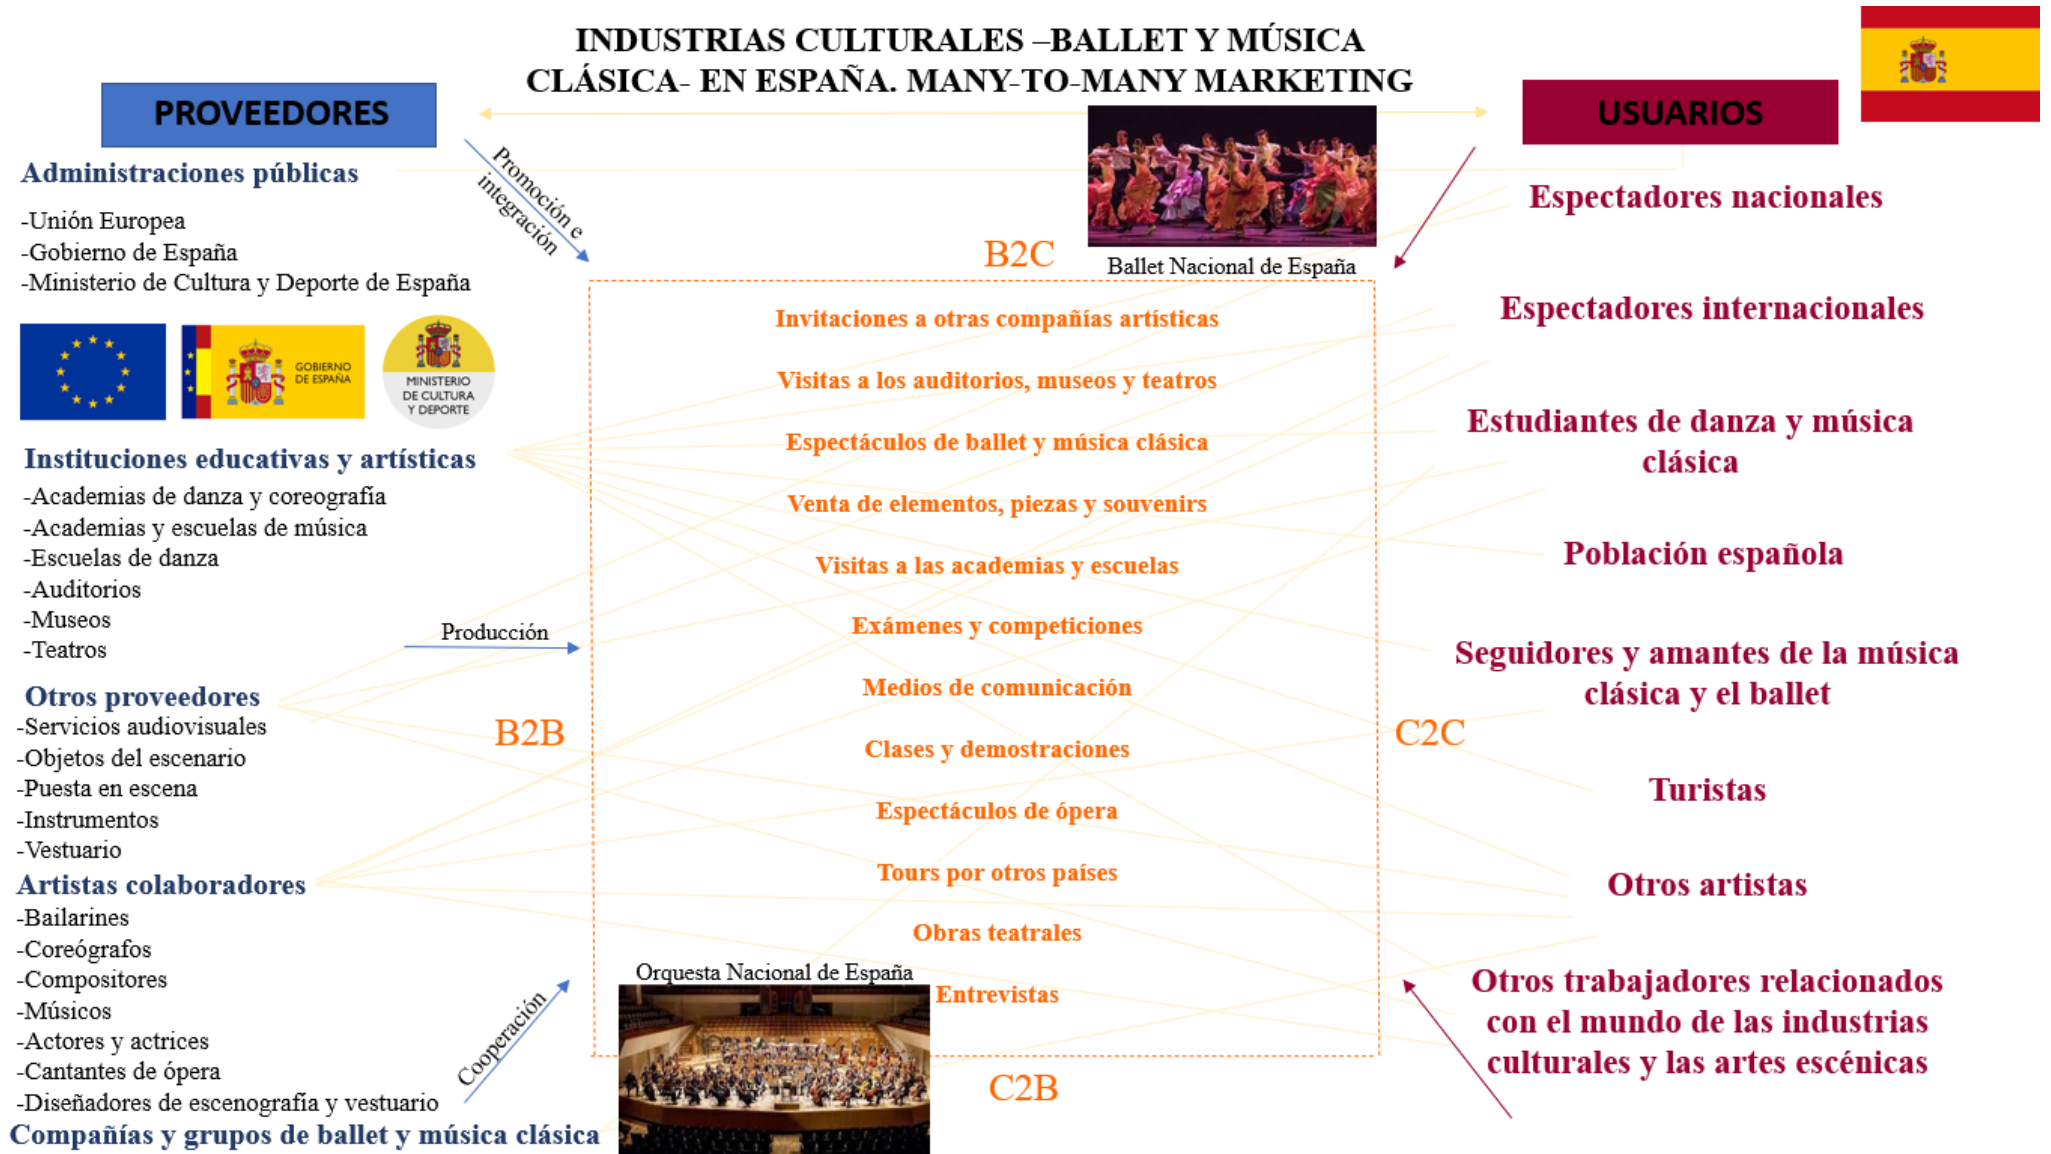 INDUSTRIAS CULTURALES –BALLET Y MÚSICA
CLÁSICA- EN ESPAÑA. MANY-TO-MANY MARKETING
PROVEEDORES
Administraciones públicas
-Unión Europea
-Gobierno de España
-Ministerio de Cultura y Deporte de España
GOBIERNO
DE ESPAÑA
MINISTERIO
DE CULTURA
Y DEPORTE
Instituciones educativas y artísticas
-Academias de danza y coreografía
-Academias y escuelas de música
-Escuelas de danza
-Auditorios
-Museos
-Teatros
Otros proveedores
-Servicios audiovisuales
-Objetos del escenario
-Puesta en escena
-Instrumentos
-Vestuario
Artistas colaboradores
-Bailarines
-Coreógrafos
-Compositores
-Músicos
-Actores y actrices
-Cantantes de ópera
-Diseñadores de escenografía y vestuario
Compañías y grupos de ballet y música clásica
Promoción e
integración
Producción
Cooperación
B2C
B2B
C2C
C2B
Ballet Nacional de España
Invitaciones a otras compañías artísticas
Visitas a los auditorios, museos y teatros
Espectáculos de ballet y música clásica
Venta de elementos, piezas y souvenirs
Visitas a las academias y escuelas
Exámenes y competiciones
Medios de comunicación
Clases y demostraciones
Espectáculos de ópera
Tours por otros países
Obras teatrales
Entrevistas
Orquesta Nacional de España
USUARIOS
Espectadores nacionales
Espectadores internacionales
Estudiantes de danza y música
clásica
Población española
Seguidores y amantes de la música
clásica y el ballet
Turistas
Otros artistas
Otros trabajadores relacionados
con el mundo de las industrias
culturales y las artes escénicas